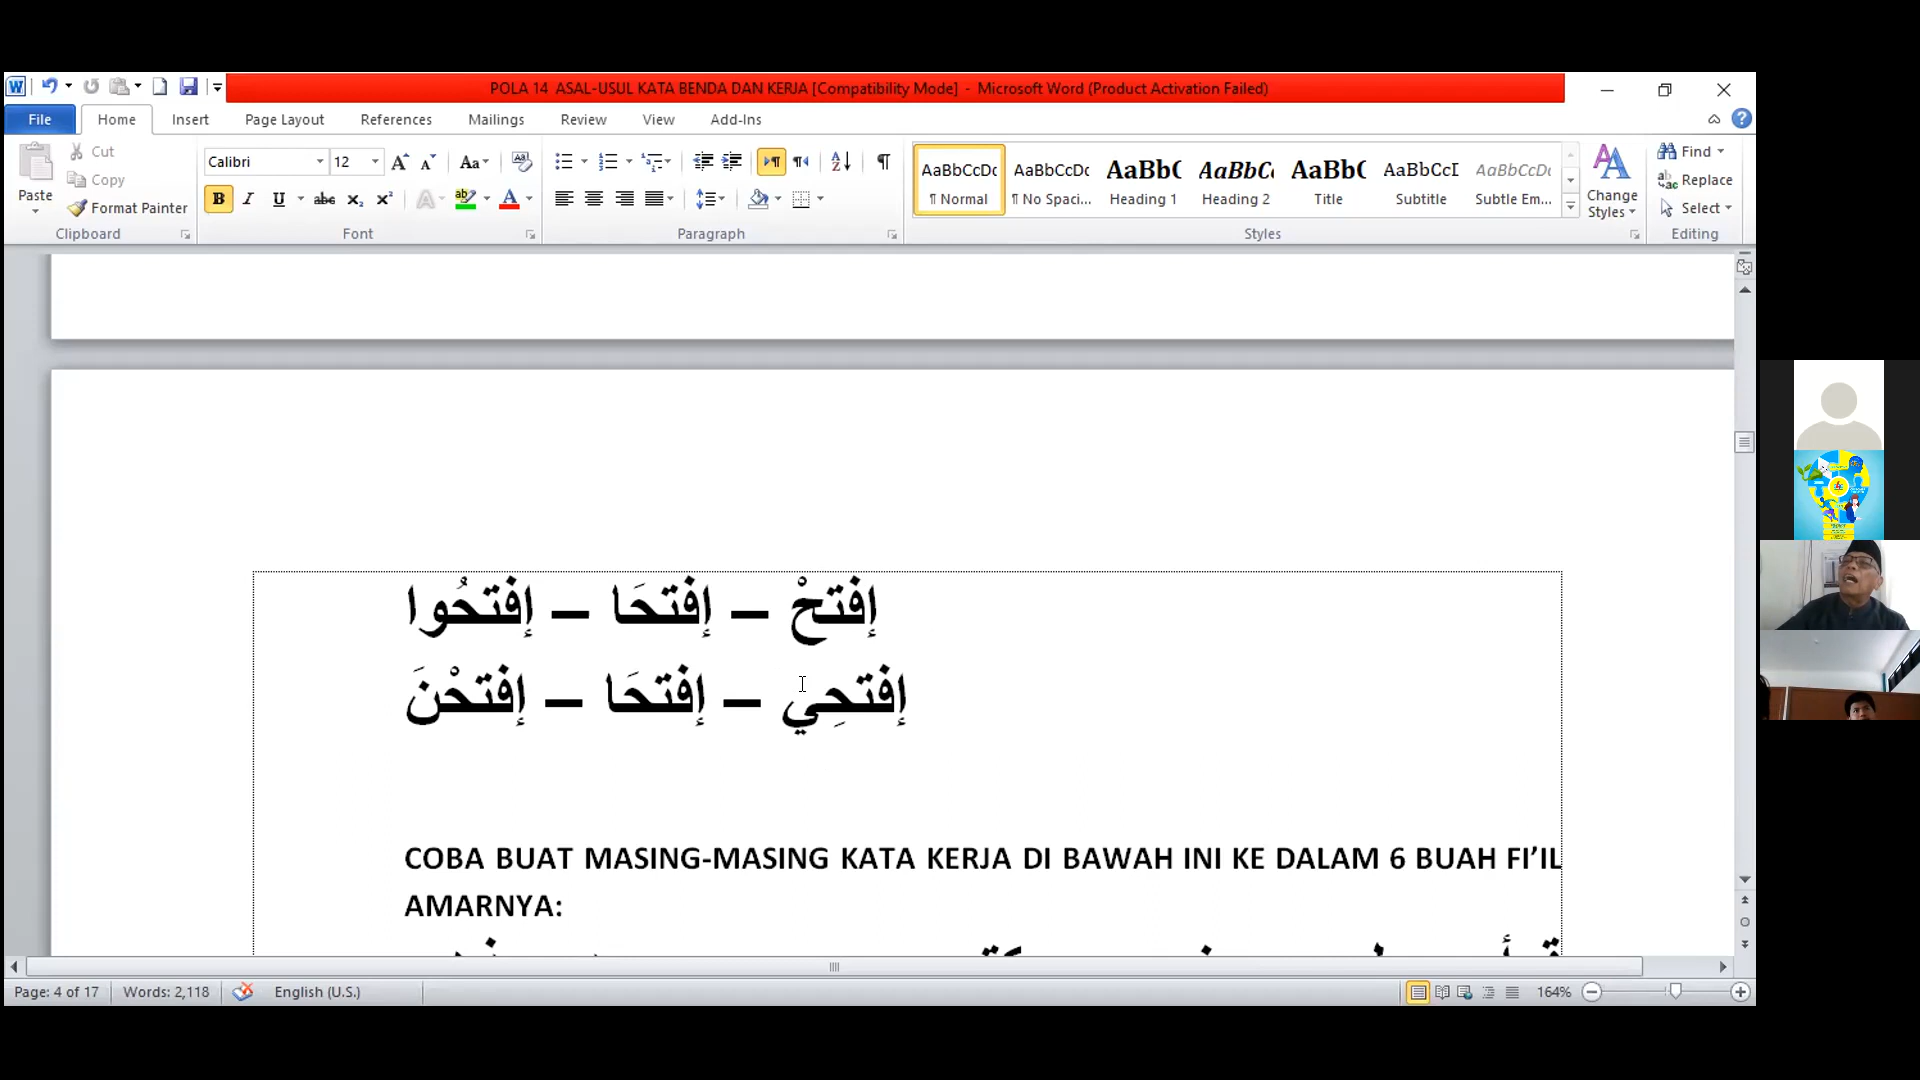 POLA 14 ASAL-USUL KATA BENDA DAN KERJA [Compatibility Mode] - Microsoft Word (Product Activation Failed)
File Home Insert Page Layout References Mailings Review View Add-Ins
Paste
Cut
Copy
Format Painter
Clipboard
Calibri 12
Font
Paragraph
AaBbCcDc AaBbCcDc AaBbC AaBbC AaBbC AaBbCcI AaBbCcDc
¶ Normal ¶ No Spaci... Heading 1 Heading 2 Title Subtitle Subtle Em...
Styles
Change Styles
Find
Replace
Select
Editing
إفتحْ – إفتحَا – إفتحُوا
إفتحِي – إفتحَا – إفتحْنَ
COBA BUAT MASING-MASING KATA KERJA DI BAWAH INI KE DALAM 6 BUAH FI’IL
AMARNYA:
Page: 4 of 17 Words: 2,118 English (U.S.) 164%